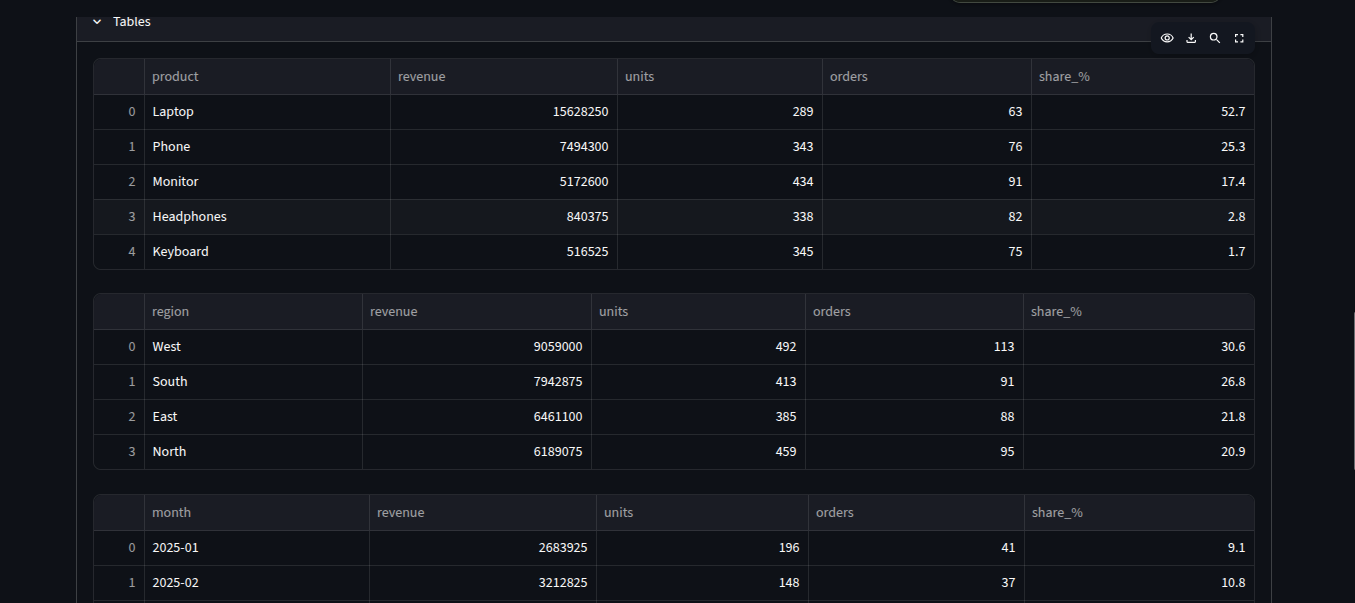 Tables
product revenue units orders share_%
0 Laptop 15628250 289 63 52.7
1 Phone 7494300 343 76 25.3
2 Monitor 5172600 434 91 17.4
3 Headphones 840375 338 82 2.8
4 Keyboard 516525 345 75 1.7
region revenue units orders share_%
0 West 9059000 492 113 30.6
1 South 7942875 413 91 26.8
2 East 6461100 385 88 21.8
3 North 6189075 459 95 20.9
month revenue units orders share_%
0 2025-01 2683925 196 41 9.1
1 2025-02 3212825 148 37 10.8